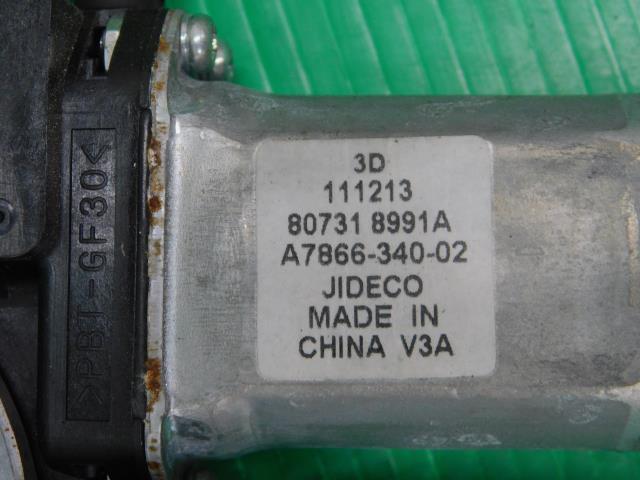 3D
111213
80731 8991A
A7866-340-02
JIDECO
MADE IN
CHINA V3A
>PBT-GF30<